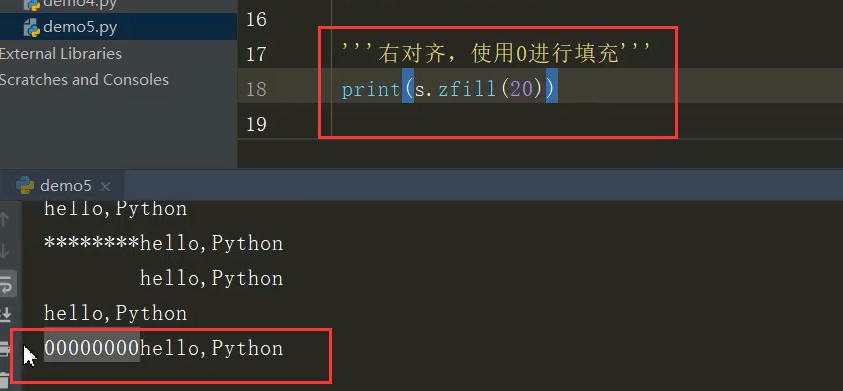 demo4.py
demo5.py
External Libraries
Scratches and Consoles
16
17 '''右对齐，使用0进行填充'''
18 print(s.zfill(20))
19
demo5 ×
hello,Python
********hello,Python
hello,Python
hello,Python
00000000hello,Python